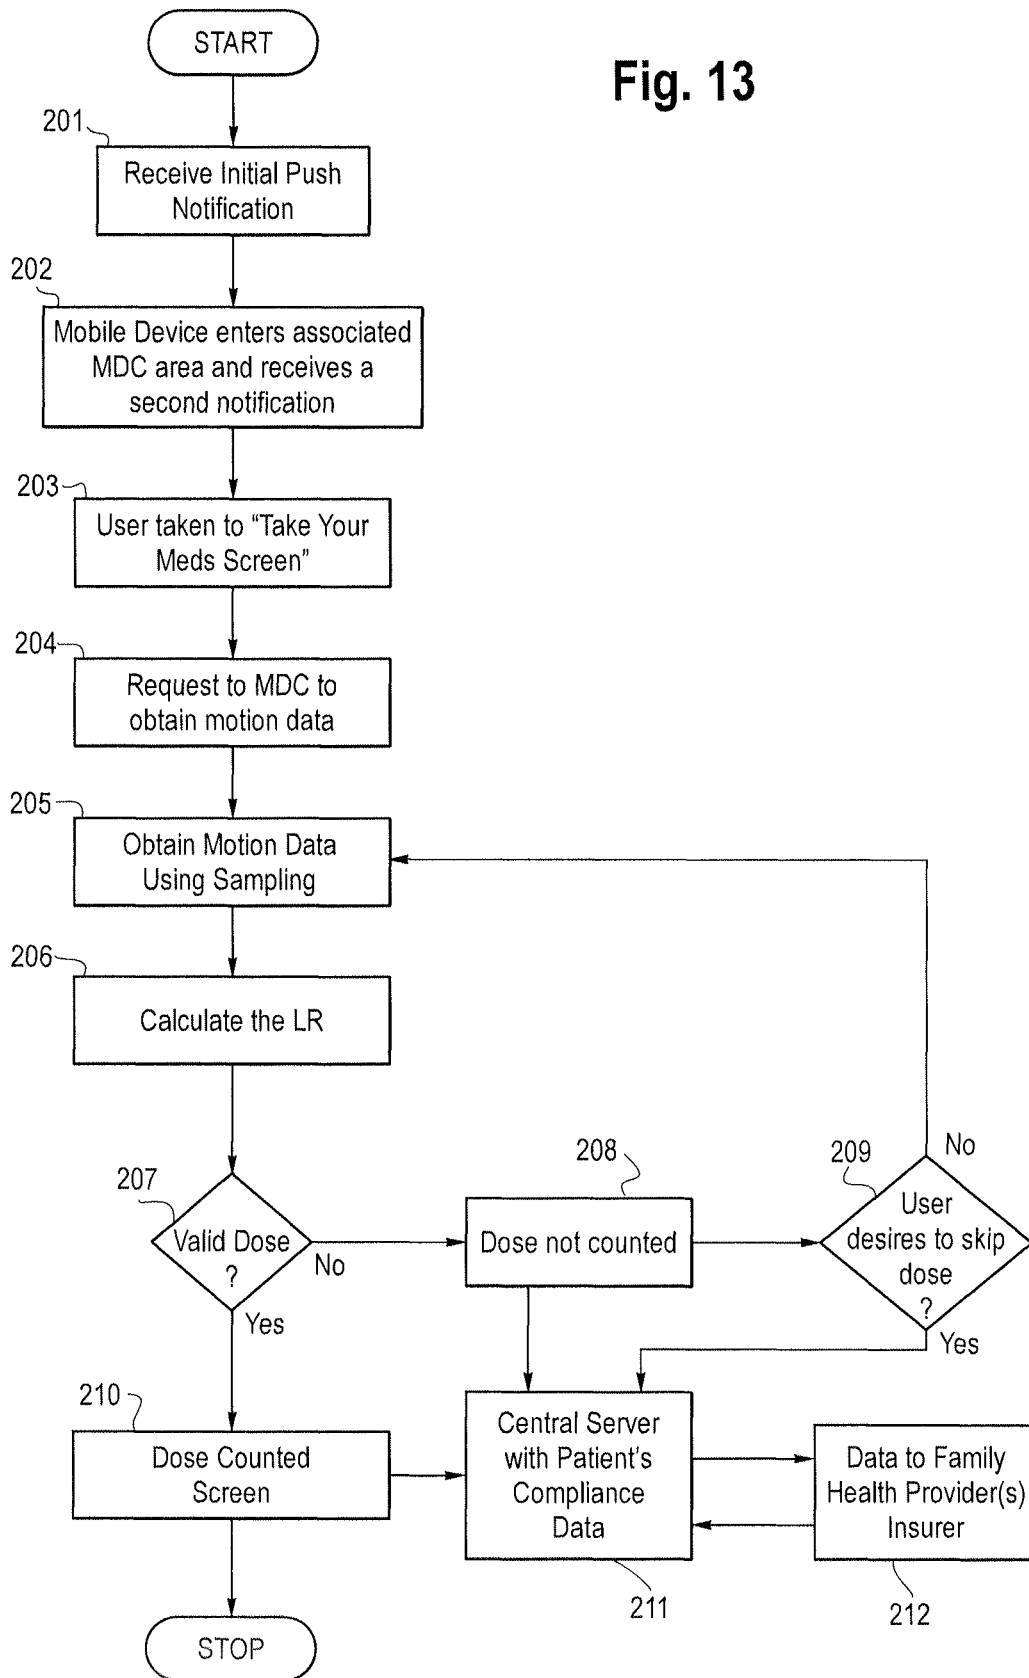 START
Fig. 13
201
Receive Initial Push
Notification
202
Mobile Device enters associated
MDC area and receives a
second notification
203
User taken to “Take Your
Meds Screen”
204
Request to MDC to
obtain motion data
205
Obtain Motion Data
Using Sampling
206
Calculate the LR
207
Valid Dose
?
No
Yes
208
Dose not counted
209
User
desires to skip
dose
?
No
Yes
210
Dose Counted
Screen
Central Server
with Patient’s
Compliance
Data
211
Data to Family
Health Provider(s)
Insurer
212
STOP